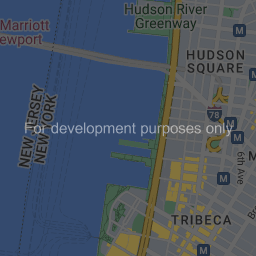 Hudson River
Greenway
Marriott
ewport
HUDSON
SQUARE
78
For development purposes only
NEW JERSEY
NEW YORK
6th Ave
M
M
M
M
TRIBECA
M